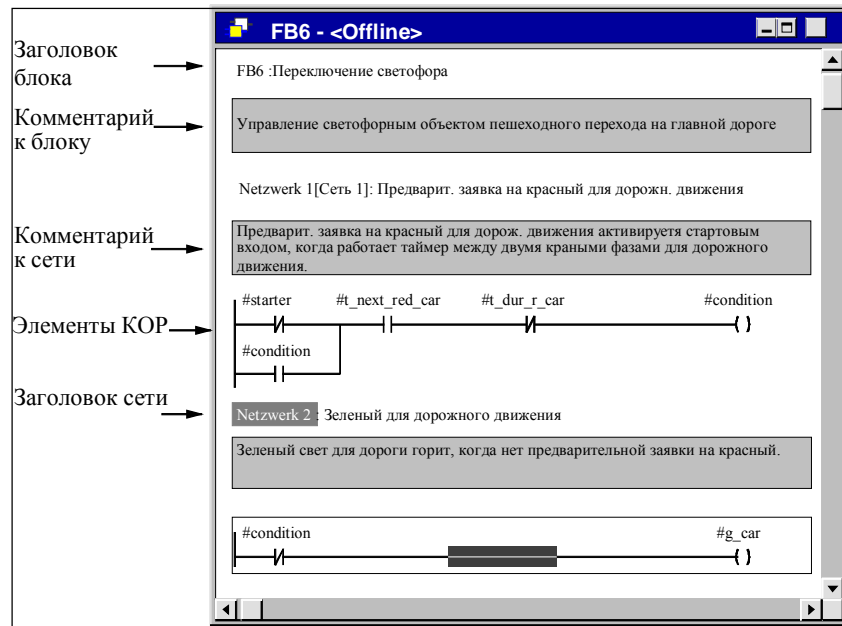 FB6 - <Offline>
Заголовок
блока
FB6 :Переключение светофора
Комментарий
к блоку
Управление светофорным объектом пешеходного перехода на главной дороге
Netzwerk 1[Сеть 1]: Предварит. заявка на красный для дорожн. движения
Комментарий
к сети
Предварит. заявка на красный для дорож. движения активируетя стартовым
входом, когда работает таймер между двумя краными фазами для дорожного
движения.
Элементы КОР
#starter #t_next_red_car #t_dur_r_car #condition
#condition
Заголовок сети
Netzwerk 2 : Зеленый для дорожного движения
Зеленый свет для дороги горит, когда нет предварительной заявки на красный.
#condition #g_car